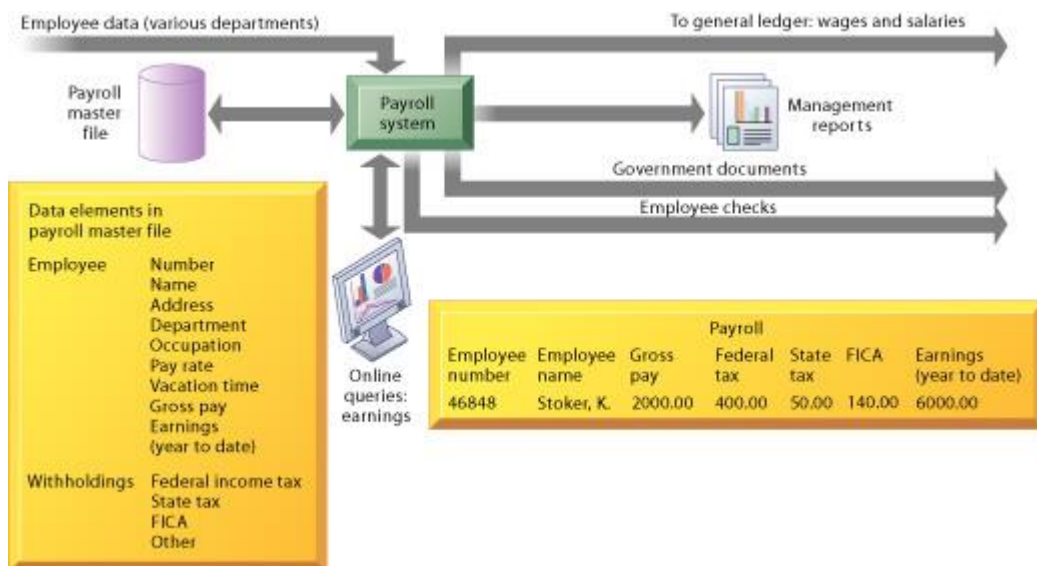 Employee data (various departments)
To general ledger: wages and salaries
Payroll
master
file
Payroll
system
Management
reports
Government documents
Employee checks
Data elements in
payroll master file
Employee Number
Name
Address
Department
Occupation
Pay rate
Vacation time
Gross pay
Earnings
(year to date)
Withholdings Federal income tax
State tax
FICA
Other
Online
queries:
earnings
Payroll
Employee Employee Gross Federal State FICA Earnings
number name pay tax tax (year to date)
46848 Stoker, K. 2000.00 400.00 50.00 140.00 6000.00